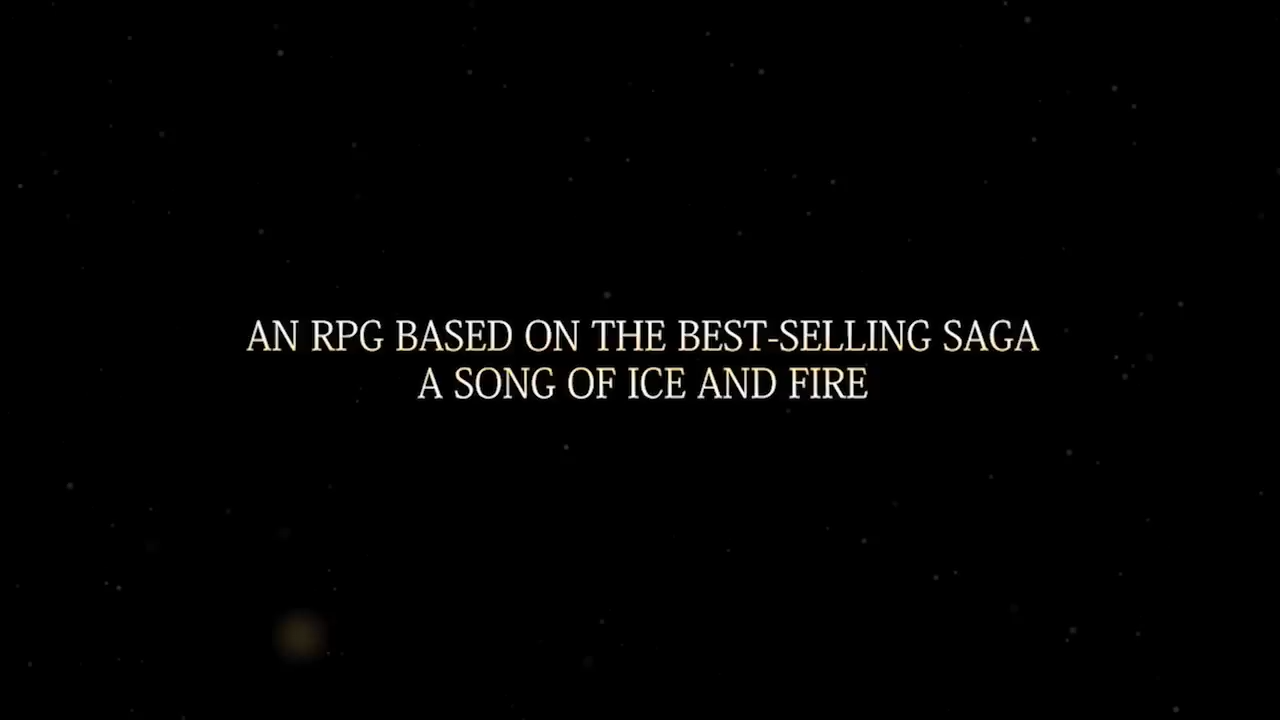 AN RPG BASED ON THE BEST-SELLING SAGA
A SONG OF ICE AND FIRE